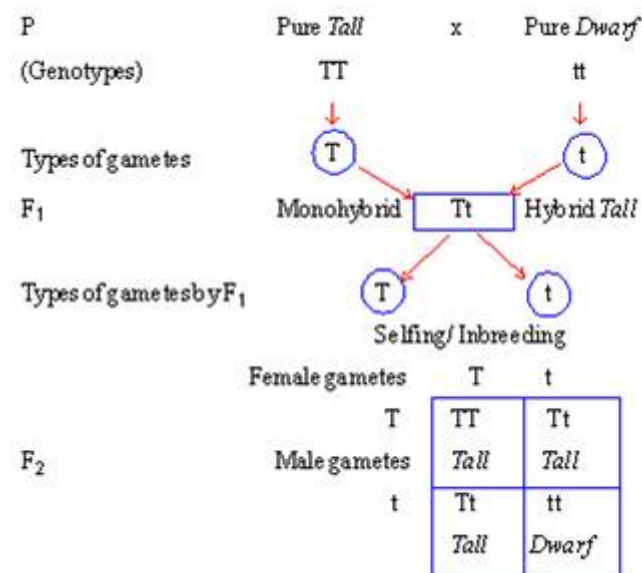 P Pure Tall x Pure Dwarf
(Genotypes) TT tt
Types of gametes T t
F₁ Monohybrid Tt Hybrid Tall
Types of gametes by F₁ T t
Selfing/ Inbreeding
Female gametes T t
T TT Tt
F₂ Male gametes Tall Tall
t Tt tt
Tall Dwarf